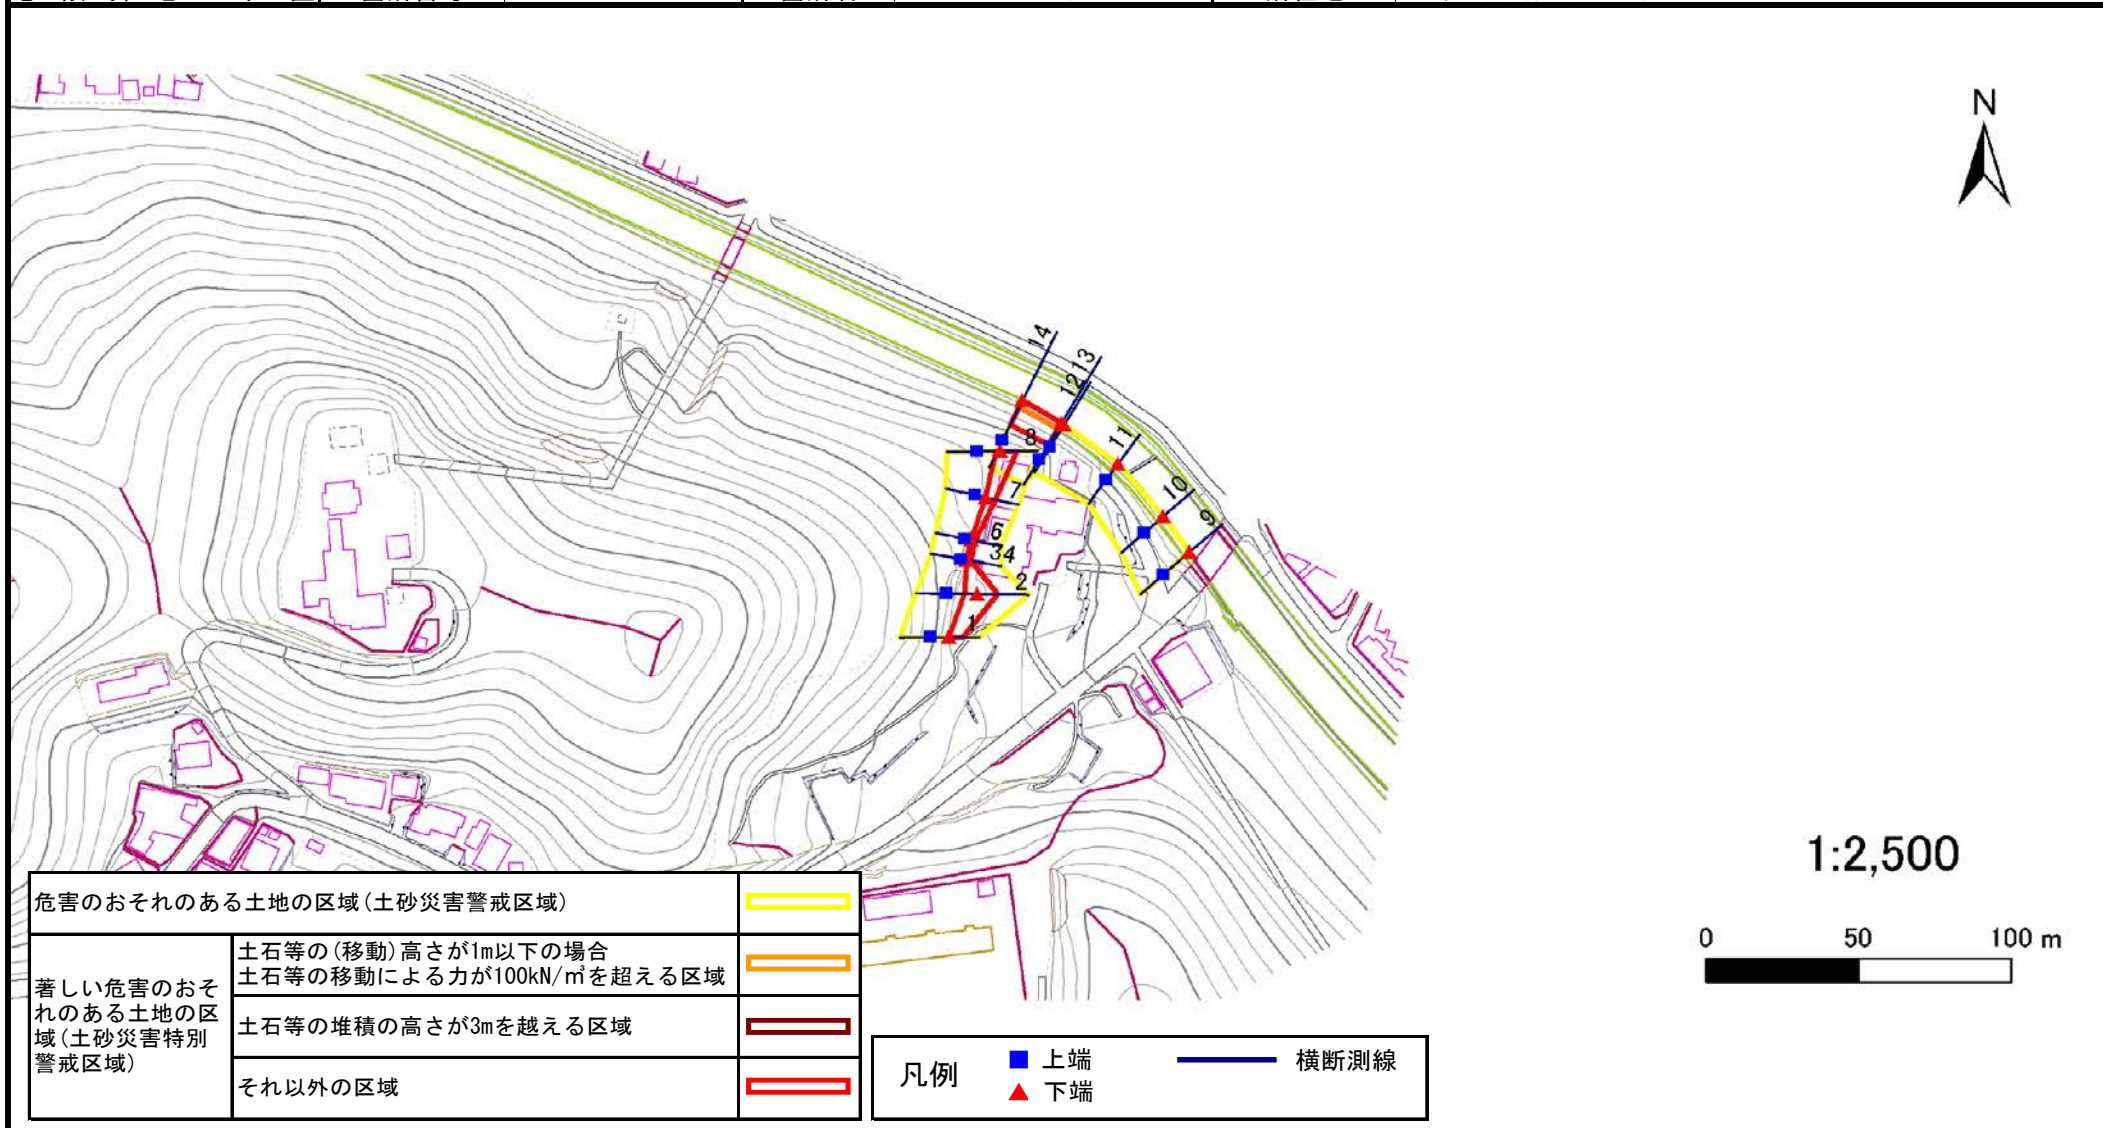 N
14
13
12
11
10
9
8
7
6
34
2
1
1:2,500
0 50 100 m
危害のおそれのある土地の区域(土砂災害警戒区域)
著しい危害のおそ
れのある土地の区
域(土砂災害特別
警戒区域)
土石等の(移動)高さが1m以下の場合
土石等の移動による力が100kN/㎡を超える区域
土石等の堆積の高さが3mを越える区域
それ以外の区域
凡例
上端
下端
横断測線